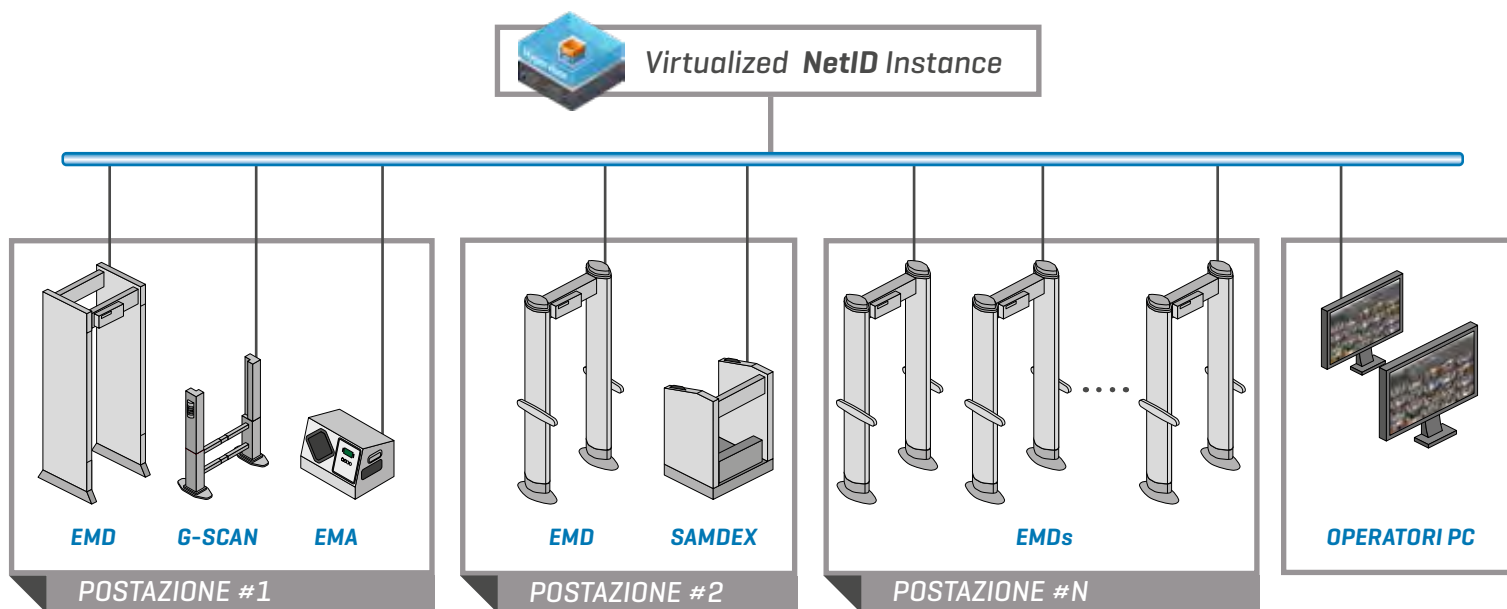 Virtualized NetID Instance
EMD
G-SCAN
EMA
POSTAZIONE #1
EMD
SAMDEX
POSTAZIONE #2
EMDs
POSTAZIONE #N
OPERATORI PC